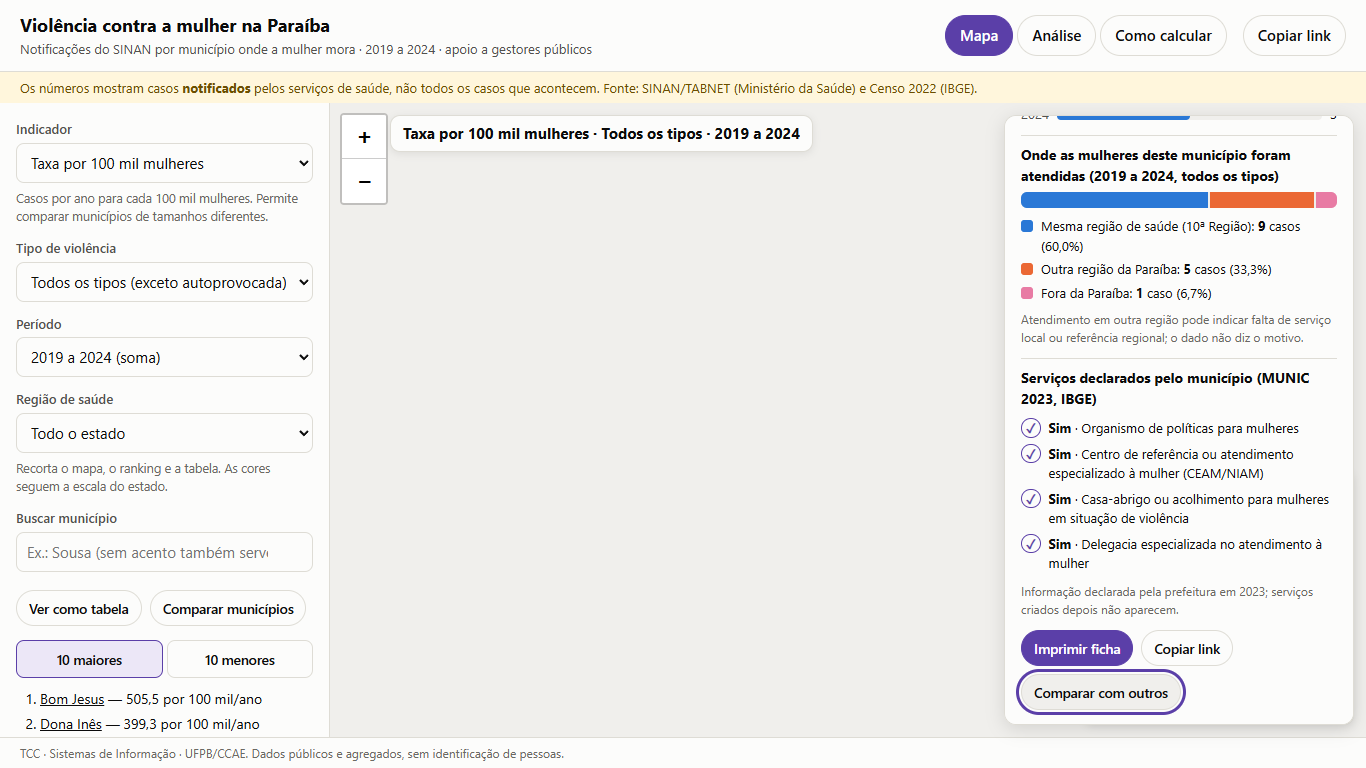 Violência contra a mulher na Paraíba
Notificações do SINAN por município onde a mulher mora · 2019 a 2024 · apoio a gestores públicos
Mapa
Análise
Como calcular
Copiar link
Os números mostram casos notificados pelos serviços de saúde, não todos os casos que acontecem. Fonte: SINAN/TABNET (Ministério da Saúde) e Censo 2022 (IBGE).
Indicador
Taxa por 100 mil mulheres
Casos por ano para cada 100 mil mulheres. Permite
comparar municípios de tamanhos diferentes.
Tipo de violência
Todos os tipos (exceto autoprovocada)
Período
2019 a 2024 (soma)
Região de saúde
Todo o estado
Recorta o mapa, o ranking e a tabela. As cores
seguem a escala do estado.
Buscar município
Ex.: Sousa (sem acento também serve
Ver como tabela
Comparar municípios
10 maiores
10 menores
1. Bom Jesus — 505,5 por 100 mil/ano
2. Dona Inês — 399,3 por 100 mil/ano
+
−
Taxa por 100 mil mulheres · Todos os tipos · 2019 a 2024
2024
Onde as mulheres deste município foram
atendidas (2019 a 2024, todos os tipos)
Mesma região de saúde (10ª Região): 9 casos
(60,0%)
Outra região da Paraíba: 5 casos (33,3%)
Fora da Paraíba: 1 caso (6,7%)
Atendimento em outra região pode indicar falta de serviço
local ou referência regional; o dado não diz o motivo.
Serviços declarados pelo município (MUNIC
2023, IBGE)
Sim · Organismo de políticas para mulheres
Sim · Centro de referência ou atendimento
especializado à mulher (CEAM/NIAM)
Sim · Casa-abrigo ou acolhimento para mulheres
em situação de violência
Sim · Delegacia especializada no atendimento à
mulher
Informação declarada pela prefeitura em 2023; serviços
criados depois não aparecem.
Imprimir ficha
Copiar link
Comparar com outros
TCC · Sistemas de Informação · UFPB/CCAE. Dados públicos e agregados, sem identificação de pessoas.